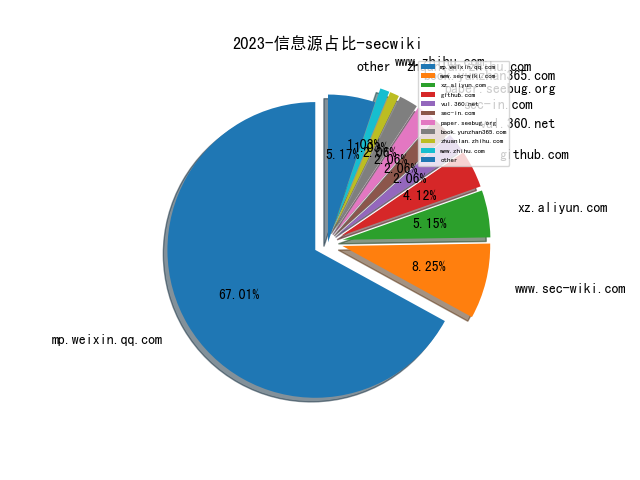 2023-信息源占比-secwiki
other
www.zhihu.com
mp.weixin.qq.com
www.sec-wiki.com
xz.aliyun.com
github.com
vul.360.net
sec-in.com
paper.seebug.org
book.yunzhan365.com
zhuanlan.zhihu.com
www.zhihu.com
other
paper.seebug.org
sec-in.com
360.net
github.com
xz.aliyun.com
www.sec-wiki.com
mp.weixin.qq.com
5.17%
1.03%
2.06%
2.06%
2.06%
2.06%
4.12%
5.15%
8.25%
67.01%